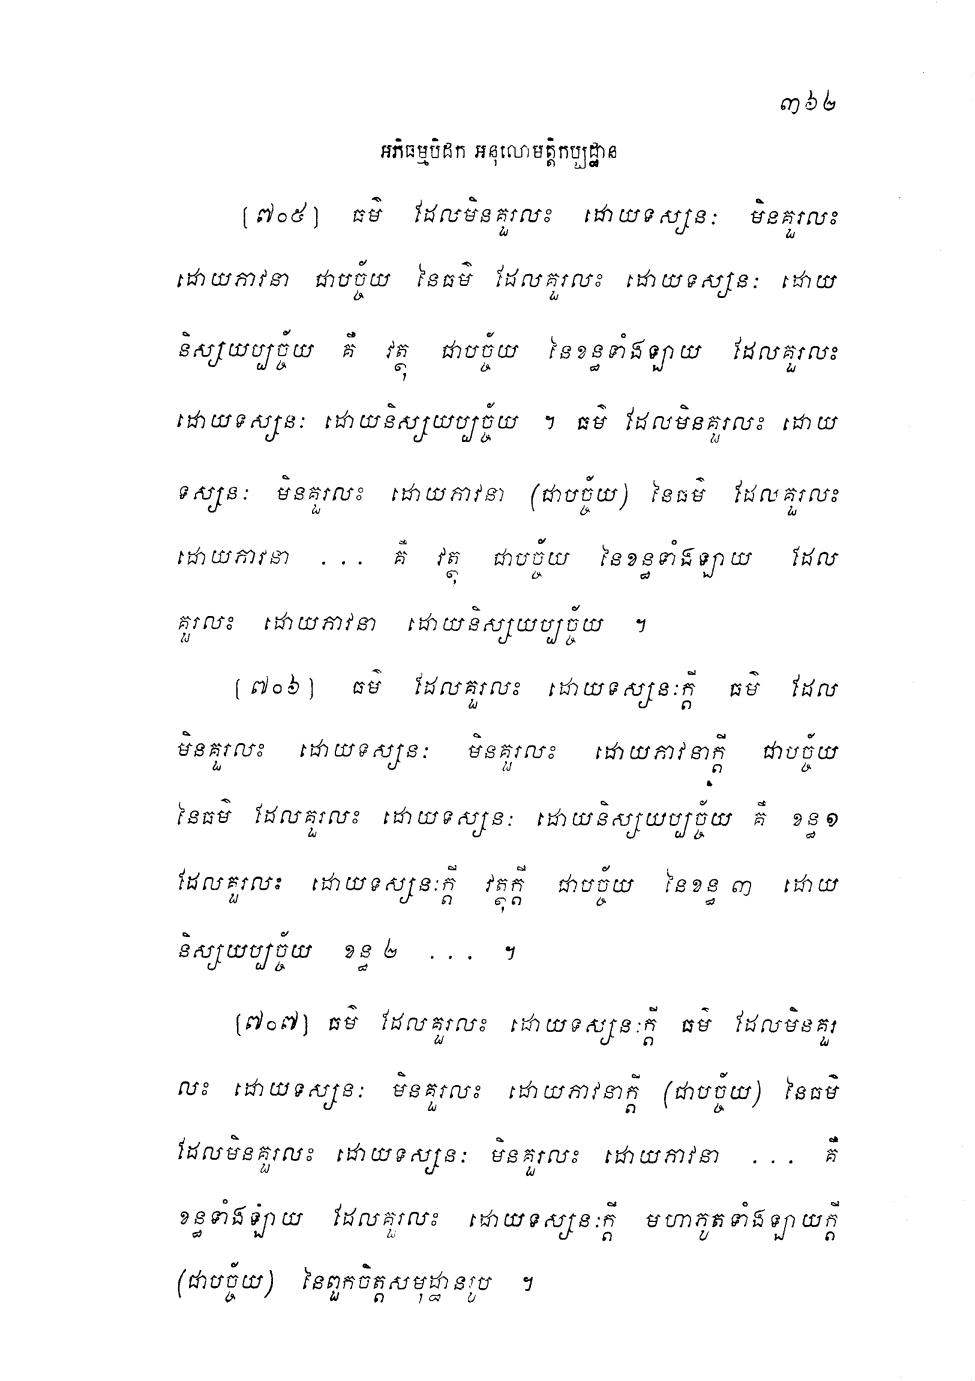 ៣៦២
អភិធម្មបិដក អនុលោមត្តិកប្បដ្ឋាន
[៧០៥] ធម៌ ដែលមិនគួរលះ ដោយទស្សនៈ មិនគួរលះ
ដោយភាវនា ជាបច្ច័យ នៃធម៌ ដែលគួរលះ ដោយទស្សនៈ ដោយ
និស្សយប្បច្ច័យ គឺ វត្ថុ ជាបច្ច័យ នៃខន្ធទាំងឡាយ ដែលគួរលះ
ដោយទស្សនៈ ដោយនិស្សយប្បច្ច័យ ។ ធម៌ ដែលមិនគួរលះ ដោយ
ទស្សនៈ មិនគួរលះ ដោយភាវនា (ជាបច្ច័យ) នៃធម៌ ដែលគួរលះ
ដោយភាវនា ... គឺ វត្ថុ ជាបច្ច័យ នៃខន្ធទាំងឡាយ ដែល
គួរលះ ដោយភាវនា ដោយនិស្សយប្បច្ច័យ ។
[៧០៦] ធម៌ ដែលគួរលះ ដោយទស្សនៈក្តី ធម៌ ដែល
មិនគួរលះ ដោយទស្សនៈ មិនគួរលះ ដោយភាវនាក្តី ជាបច្ច័យ
នៃធម៌ ដែលគួរលះ ដោយទស្សនៈ ដោយនិស្សយប្បច្ច័យ គឺ ខន្ធ១
ដែលគួរលះ ដោយទស្សនៈក្តី វត្ថុក្តី ជាបច្ច័យ នៃខន្ធ ៣ ដោយ
និស្សយប្បច្ច័យ ខន្ធ ២ ... ។
[៧០៧] ធម៌ ដែលគួរលះ ដោយទស្សនៈក្តី ធម៌ ដែលមិនគួរ
លះ ដោយទស្សនៈ មិនគួរលះ ដោយភាវនាក្តី (ជាបច្ច័យ) នៃធម៌
ដែលមិនគួរលះ ដោយទស្សនៈ មិនគួរលះ ដោយភាវនា ... គឺ
ខន្ធទាំងឡាយ ដែលគួរលះ ដោយទស្សនៈក្តី មហាភូតទាំងឡាយក្តី
(ជាបច្ច័យ) នៃពួកចិត្តសមុដ្ឋានរូប ។